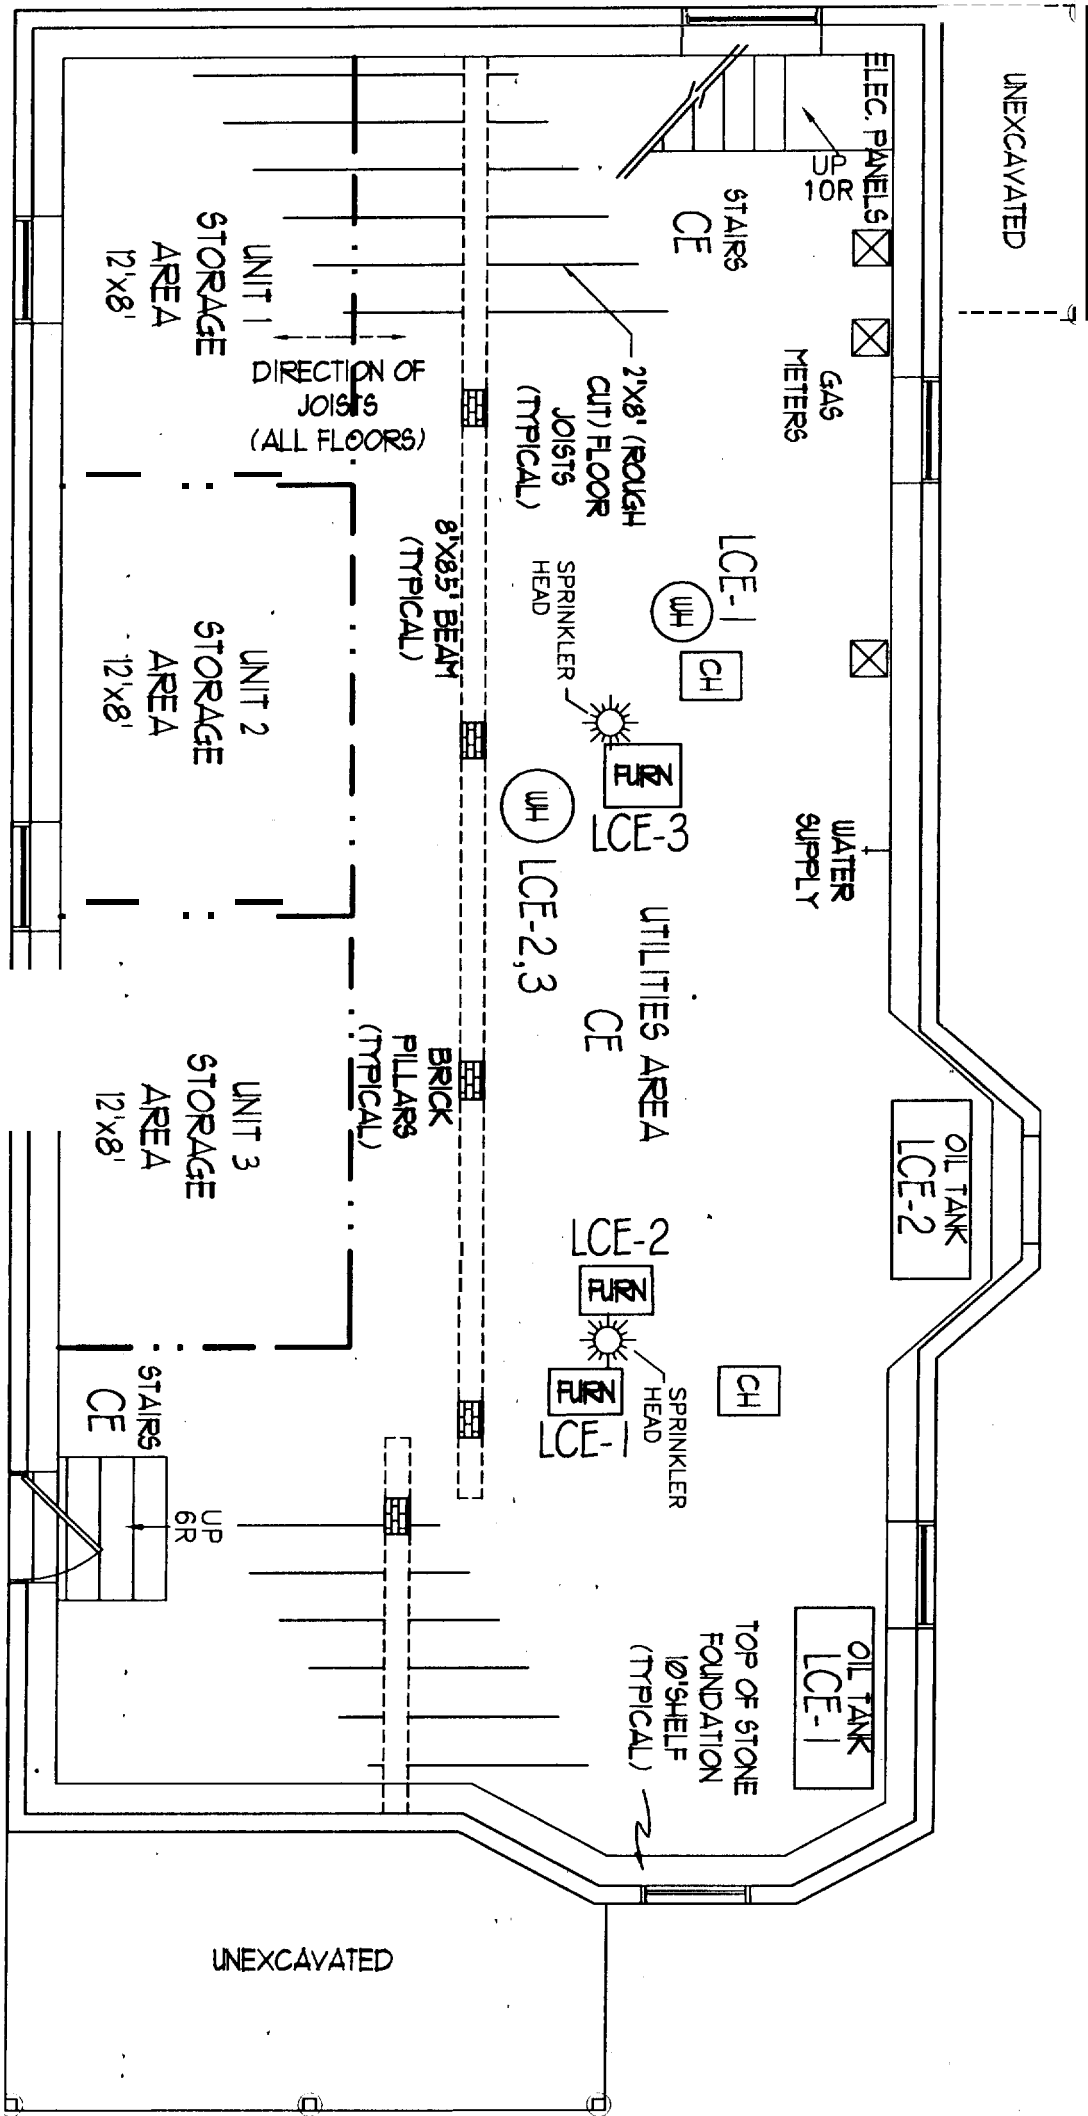 UNEXCAVATED
ELEC. PANELS
UP
10R
STAIRS
CE
GAS
METERS
2"X8" (ROUGH
CUT) FLOOR
JOISTS
(TYPICAL)
UNIT 1
STORAGE
AREA
12'x8'
DIRECTION OF
JOISTS
(ALL FLOORS)
8"X8.5" BEAM
(TYPICAL)
LCE-1
WH
CH
SPRINKLER
HEAD
FURN
LCE-3
WH
LCE-2,3
WATER
SUPPLY
UNIT 2
STORAGE
AREA
12'x8'
UTILITIES AREA
CE
BRICK
PILLARS
(TYPICAL)
UNIT 3
STORAGE
AREA
12'x8'
OIL TANK
LCE-2
LCE-2
FURN
FURN
LCE-1
SPRINKLER
HEAD
CH
STAIRS
CE
UP
6R
OIL TANK
LCE-1
TOP OF STONE
FOUNDATION
10"SHELF
(TYPICAL)
UNEXCAVATED